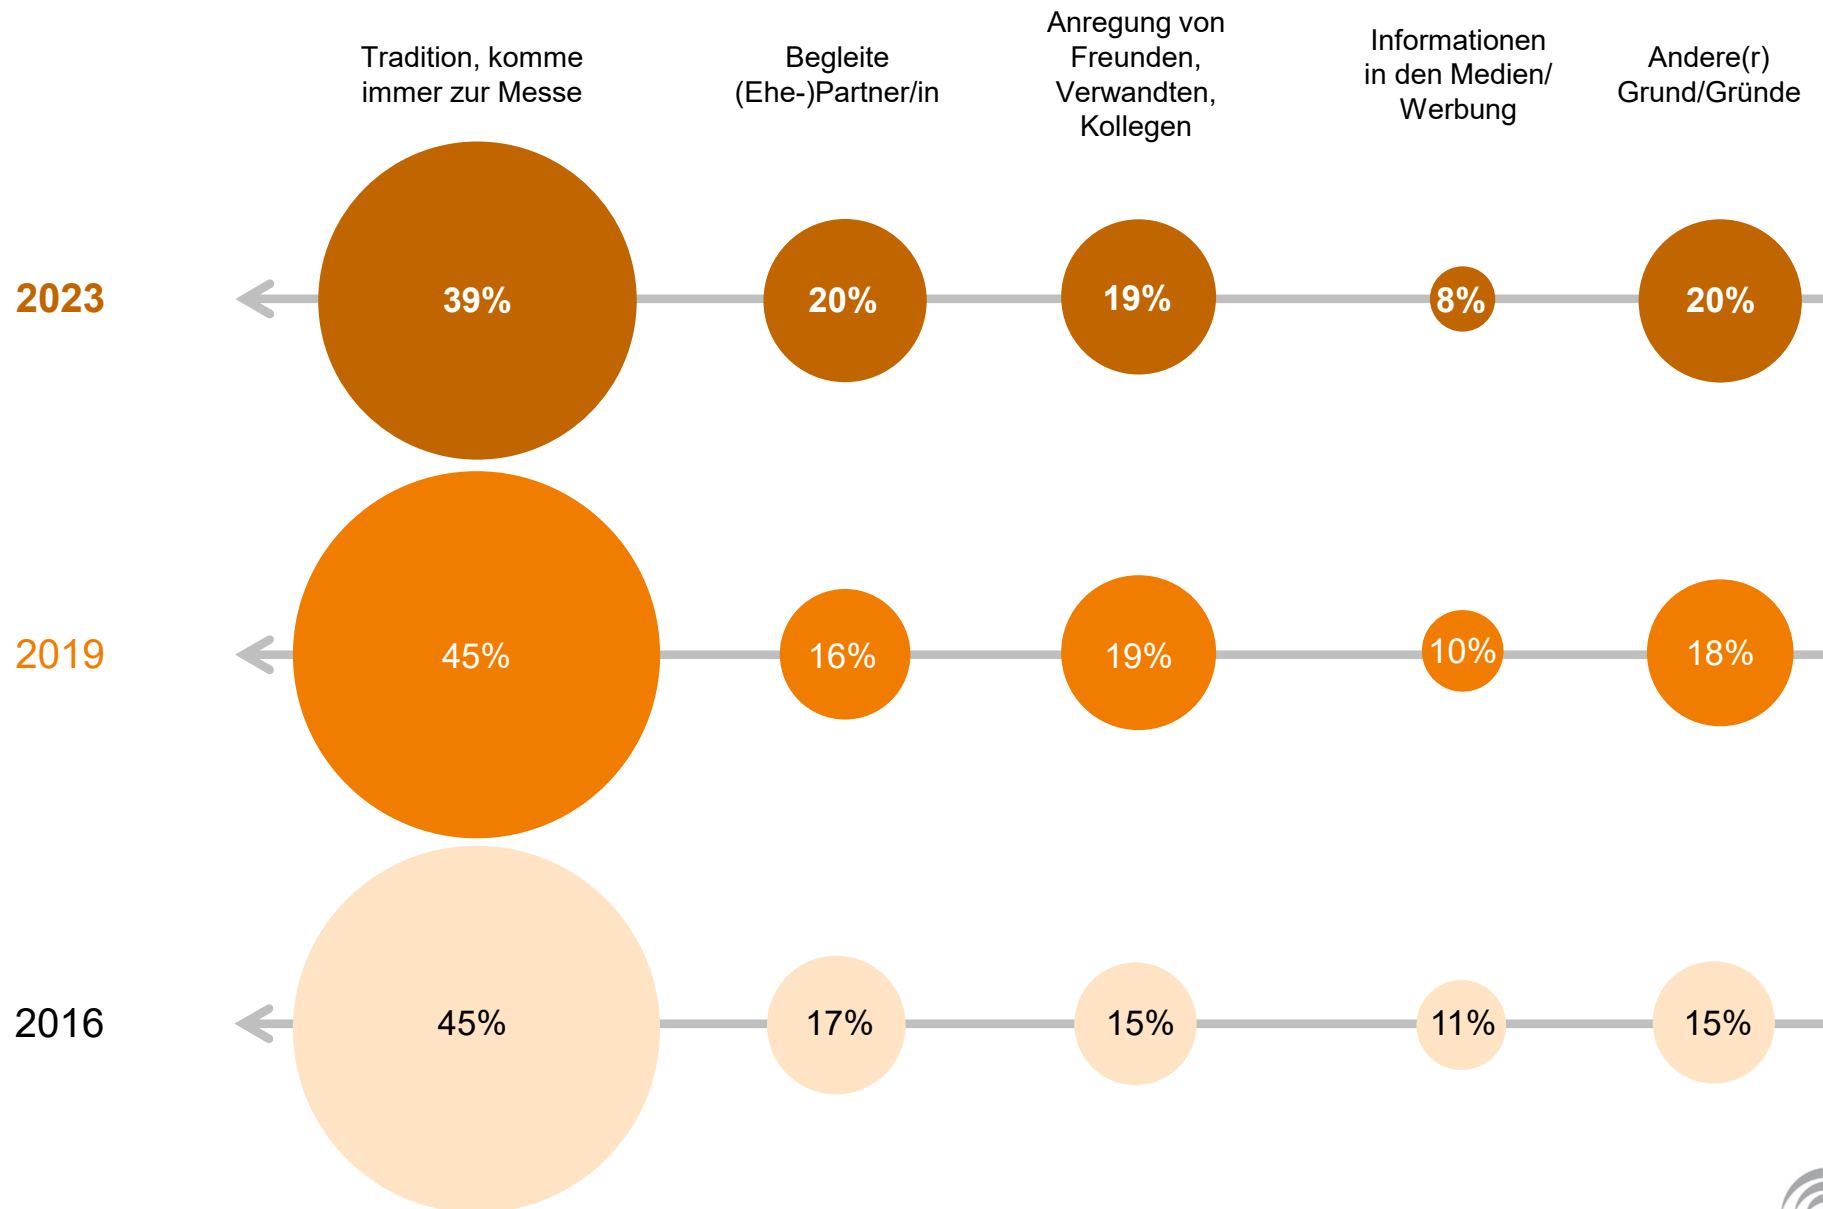 Tradition, komme
immer zur Messe
Begleite
(Ehe-)Partner/in
Anregung von
Freunden,
Verwandten,
Kollegen
Informationen
in den Medien/
Werbung
Andere(r)
Grund/Gründe
2023
39%
20%
19%
8%
20%
2019
45%
16%
19%
10%
18%
2016
45%
17%
15%
11%
15%